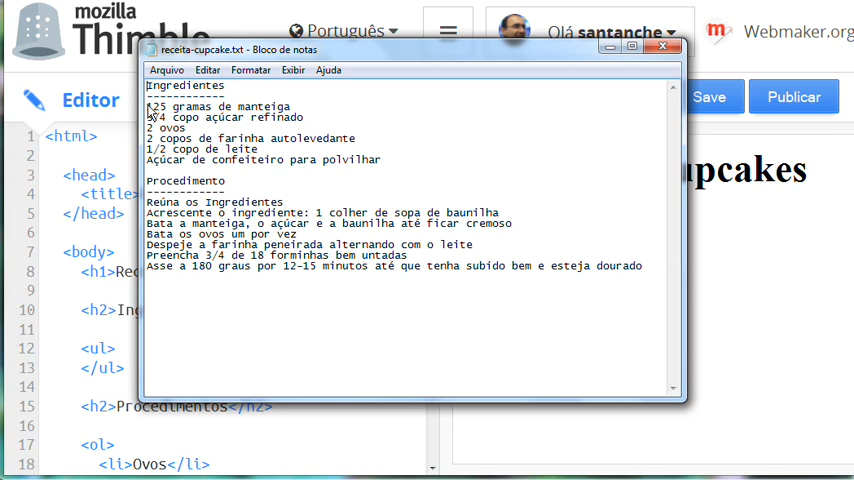 mozilla
Thimble
Português
Olá santanche
Webmaker.org
receita-cupcake.txt - Bloco de notas
Arquivo Editar Formatar Exibir Ajuda
Editor
Save
Publicar
Ingredientes
------------
125 gramas de manteiga
3/4 copo açúcar refinado
2 ovos
2 copos de farinha autolevedante
1/2 copo de leite
Açúcar de confeiteiro para polvilhar
Procedimento
------------
Reúna os Ingredientes
Acrescente o ingrediente: 1 colher de sopa de baunilha
Bata a manteiga, o açúcar e a baunilha até ficar cremoso
Bata os ovos um por vez
Despeje a farinha peneirada alternando com o leite
Preencha 3/4 de 18 forminhas bem untadas
Asse a 180 graus por 12-15 minutos até que tenha subido bem e esteja dourado
upcakes
1 <html>
2
3 <head>
4 <title>
5 </head>
6
7 <body>
8 <h1>Rec
9
10 <h2>Ing
11
12 <ul>
13 </ul>
14
15 <h2>Procedimentos</h2>
16
17 <ol>
18 <li>Ovos</li>